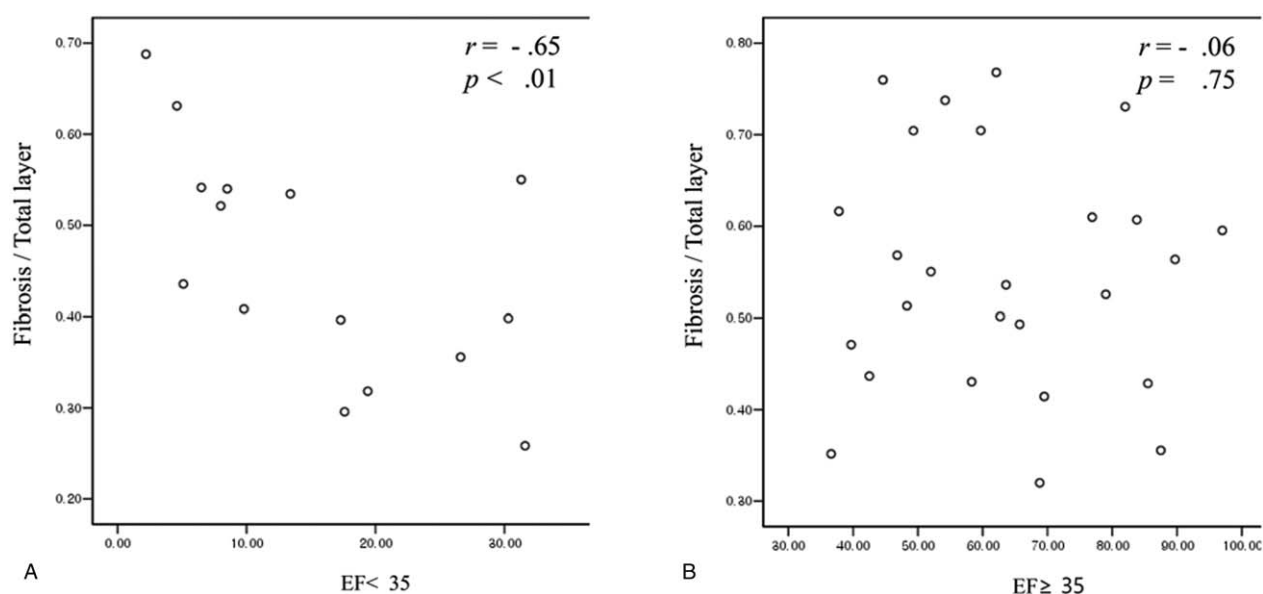 r = - .65
p < .01
0.70
0.60
0.50
0.40
0.30
0.20
Fibrosis / Total layer
0.00 10.00 20.00 30.00
EF< 35
A
r = - .06
p = .75
0.80
0.70
0.60
0.50
0.40
0.30
Fibrosis / Total layer
30.00 40.00 50.00 60.00 70.00 80.00 90.00 100.00
EF≥ 35
B